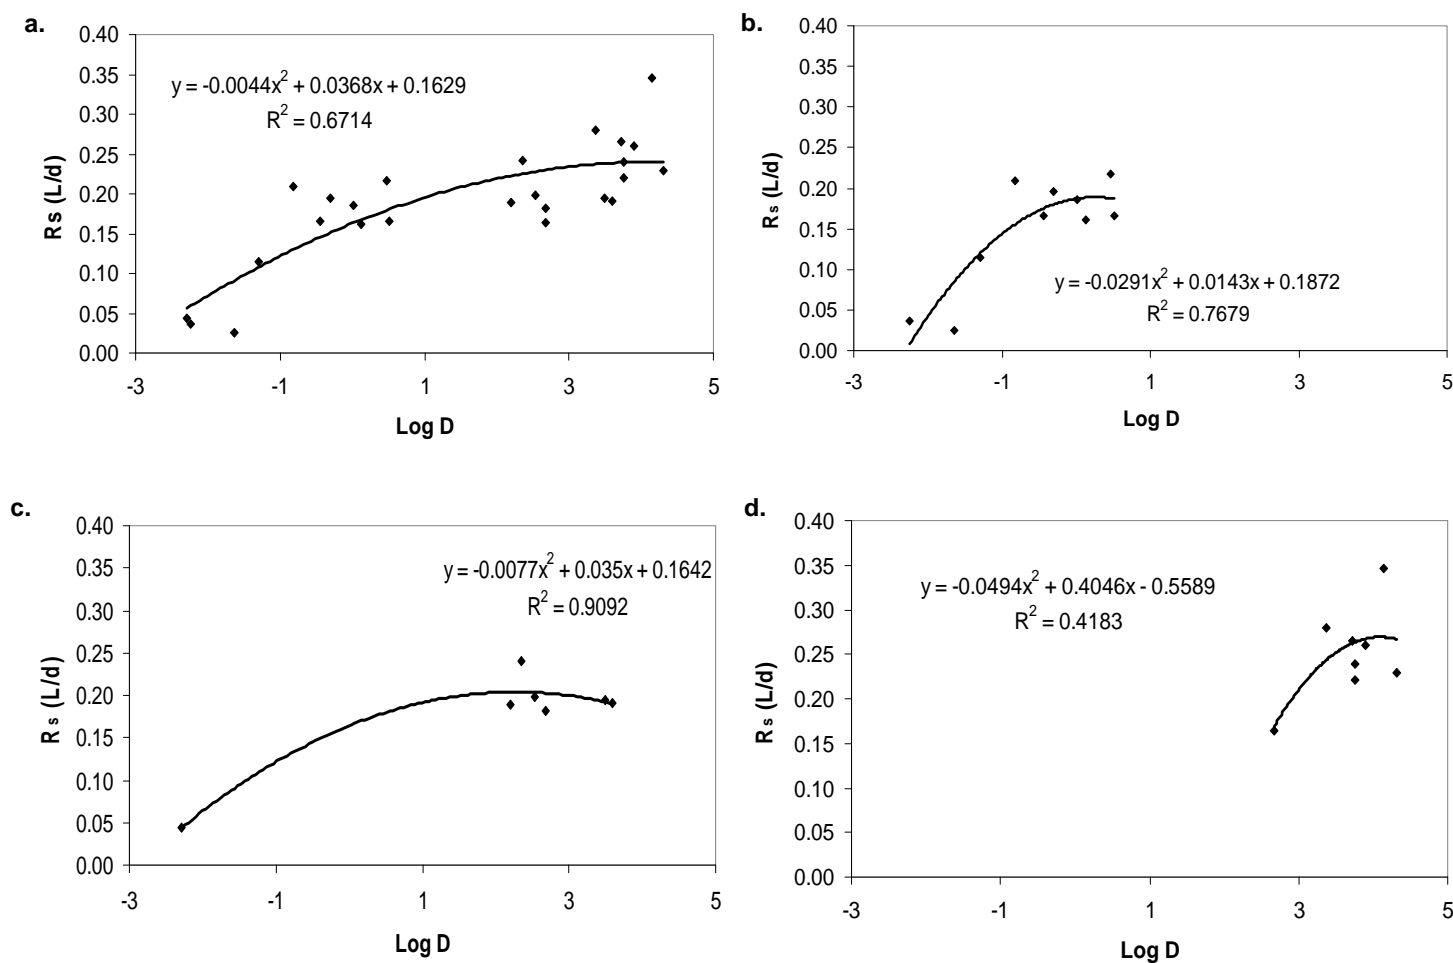 a.
0.40
0.35
0.30
0.25
0.20
0.15
0.10
0.05
0.00
Rs (L/d)
y = -0.0044x² + 0.0368x + 0.1629
R² = 0.6714
-3 -1 1 3 5
Log D
b.
0.40
0.35
0.30
0.25
0.20
0.15
0.10
0.05
0.00
Rs (L/d)
y = -0.0291x² + 0.0143x + 0.1872
R² = 0.7679
-3 -1 1 3 5
Log D
c.
0.40
0.35
0.30
0.25
0.20
0.15
0.10
0.05
0.00
Rs (L/d)
y = -0.0077x² + 0.035x + 0.1642
R² = 0.9092
-3 -1 1 3 5
Log D
d.
0.40
0.35
0.30
0.25
0.20
0.15
0.10
0.05
0.00
Rs (L/d)
y = -0.0494x² + 0.4046x - 0.5589
R² = 0.4183
-3 -1 1 3 5
Log D